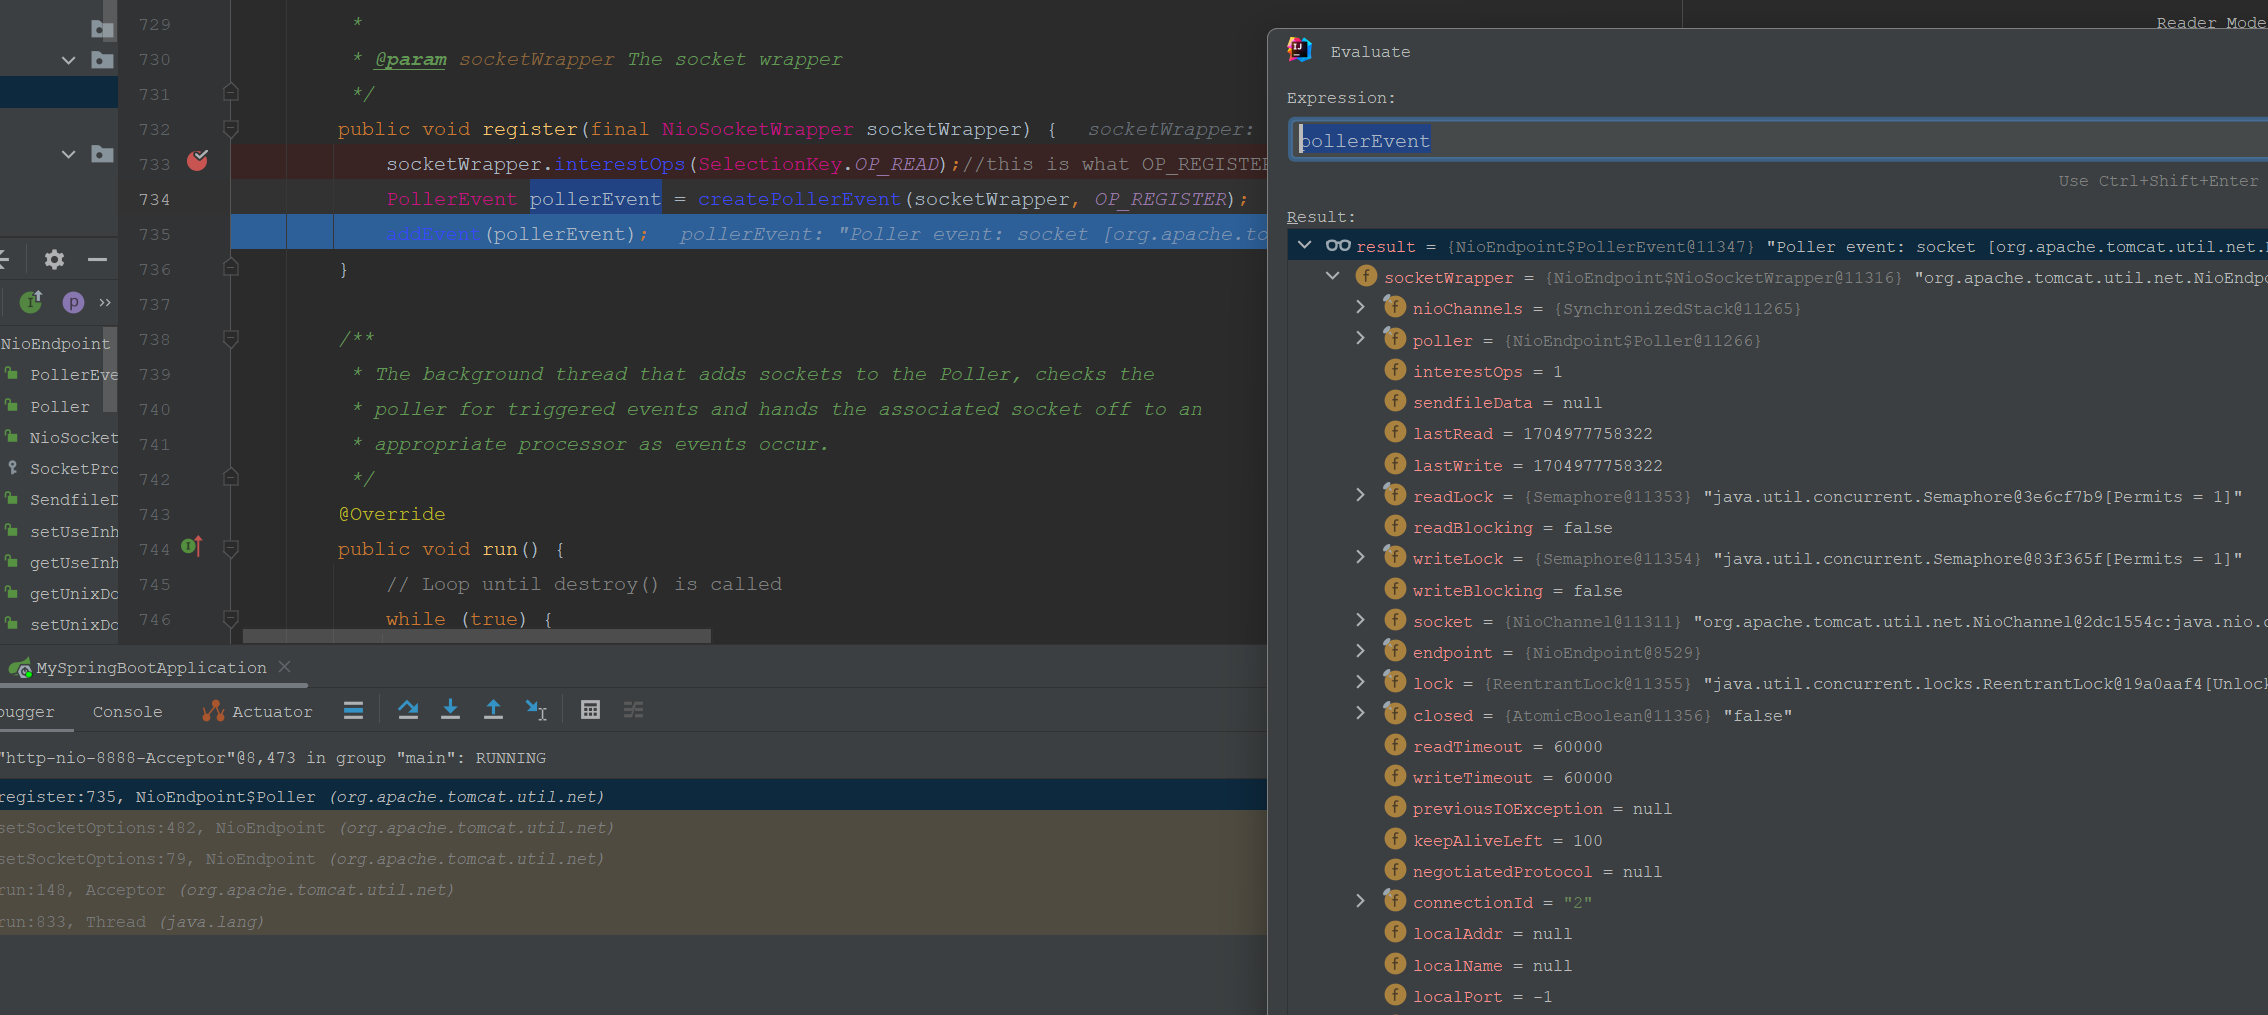 729 *
730 * @param socketWrapper The socket wrapper
731 */
732 public void register(final NioSocketWrapper socketWrapper) { socketWrapper:
733 socketWrapper.interestOps(SelectionKey.OP_READ);//this is what OP_REGISTER
734 PollerEvent pollerEvent = createPollerEvent(socketWrapper, OP_REGISTER);
735 addEvent(pollerEvent); pollerEvent: "Poller event: socket [org.apache.to
736 }
737
738 /**
739 * The background thread that adds sockets to the Poller, checks the
740 * poller for triggered events and hands the associated socket off to an
741 * appropriate processor as events occur.
742 */
743 @Override
744 public void run() {
745 // Loop until destroy() is called
746 while (true) {
NioEndpoint
PollerEve
Poller
NioSocket
SocketPro
SendfileD
setUseInh
getUseInh
getUnixDo
setUnixDo
MySpringBootApplication
bugger Console Actuator
"http-nio-8888-Acceptor"@8,473 in group "main": RUNNING
register:735, NioEndpoint$Poller (org.apache.tomcat.util.net)
setSocketOptions:482, NioEndpoint (org.apache.tomcat.util.net)
setSocketOptions:79, NioEndpoint (org.apache.tomcat.util.net)
run:148, Acceptor (org.apache.tomcat.util.net)
run:833, Thread (java.lang)
Reader Mode
Evaluate
Expression:
pollerEvent
Use Ctrl+Shift+Enter
Result:
result = {NioEndpoint$PollerEvent@11347} "Poller event: socket [org.apache.tomcat.util.net.
socketWrapper = {NioEndpoint$NioSocketWrapper@11316} "org.apache.tomcat.util.net.NioEndpo
nioChannels = {SynchronizedStack@11265}
poller = {NioEndpoint$Poller@11266}
interestOps = 1
sendfileData = null
lastRead = 1704977758322
lastWrite = 1704977758322
readLock = {Semaphore@11353} "java.util.concurrent.Semaphore@3e6cf7b9[Permits = 1]"
readBlocking = false
writeLock = {Semaphore@11354} "java.util.concurrent.Semaphore@83f365f[Permits = 1]"
writeBlocking = false
socket = {NioChannel@11311} "org.apache.tomcat.util.net.NioChannel@2dc1554c:java.nio.c
endpoint = {NioEndpoint@8529}
lock = {ReentrantLock@11355} "java.util.concurrent.locks.ReentrantLock@19a0aaf4[Unlock
closed = {AtomicBoolean@11356} "false"
readTimeout = 60000
writeTimeout = 60000
previousIOException = null
keepAliveLeft = 100
negotiatedProtocol = null
connectionId = "2"
localAddr = null
localName = null
localPort = -1